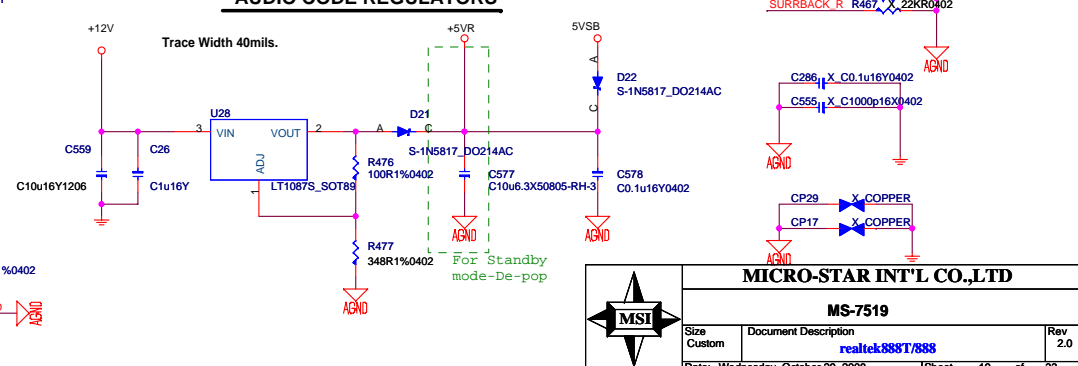 AUDIO CODE REGULATORS
SURRBACK_R R467 X_22KR0402
AGND
+12V
Trace Width 40mils.
+5VR
5VSB
A
D22
S-1N5817_DO214AC
C
C286 X_C0.1u16Y0402
C555 X_C1000p16X0402
AGND
U28
3 VIN VOUT 2
ADJ
1
LT1087S_SOT89
A D21 C
S-1N5817_DO214AC
C559
C10u16Y1206
C26
C1u16Y
R476
100R1%0402
C577
C10u6.3X50805-RH-3
C578
C0.1u16Y0402
AGND
AGND
CP29 X_COPPER
CP17 X_COPPER
AGND
R477
348R1%0402
AGND
For Standby
mode-De-pop
%0402
AGND
MSI
MICRO-STAR INT'L CO.,LTD
MS-7519
Size
Custom
Document Description
realtek888T/888
Rev
2.0